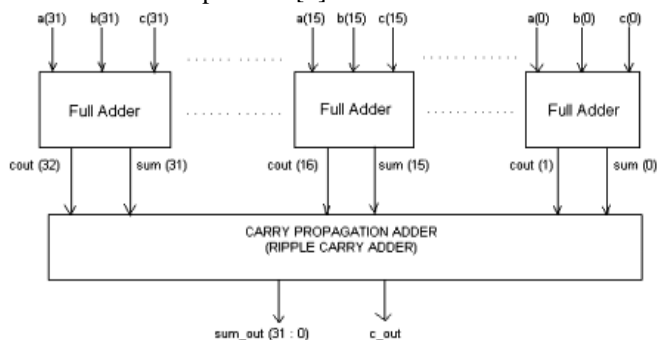 a(31) b(31) c(31) a(15) b(15) c(15) a(0) b(0) c(0)
Full Adder Full Adder Full Adder
cout (32) sum (31) cout (16) sum (15) cout (1) sum (0)
CARRY PROPAGATION ADDER
(RIPPLE CARRY ADDER)
sum_out (31 : 0) c_out